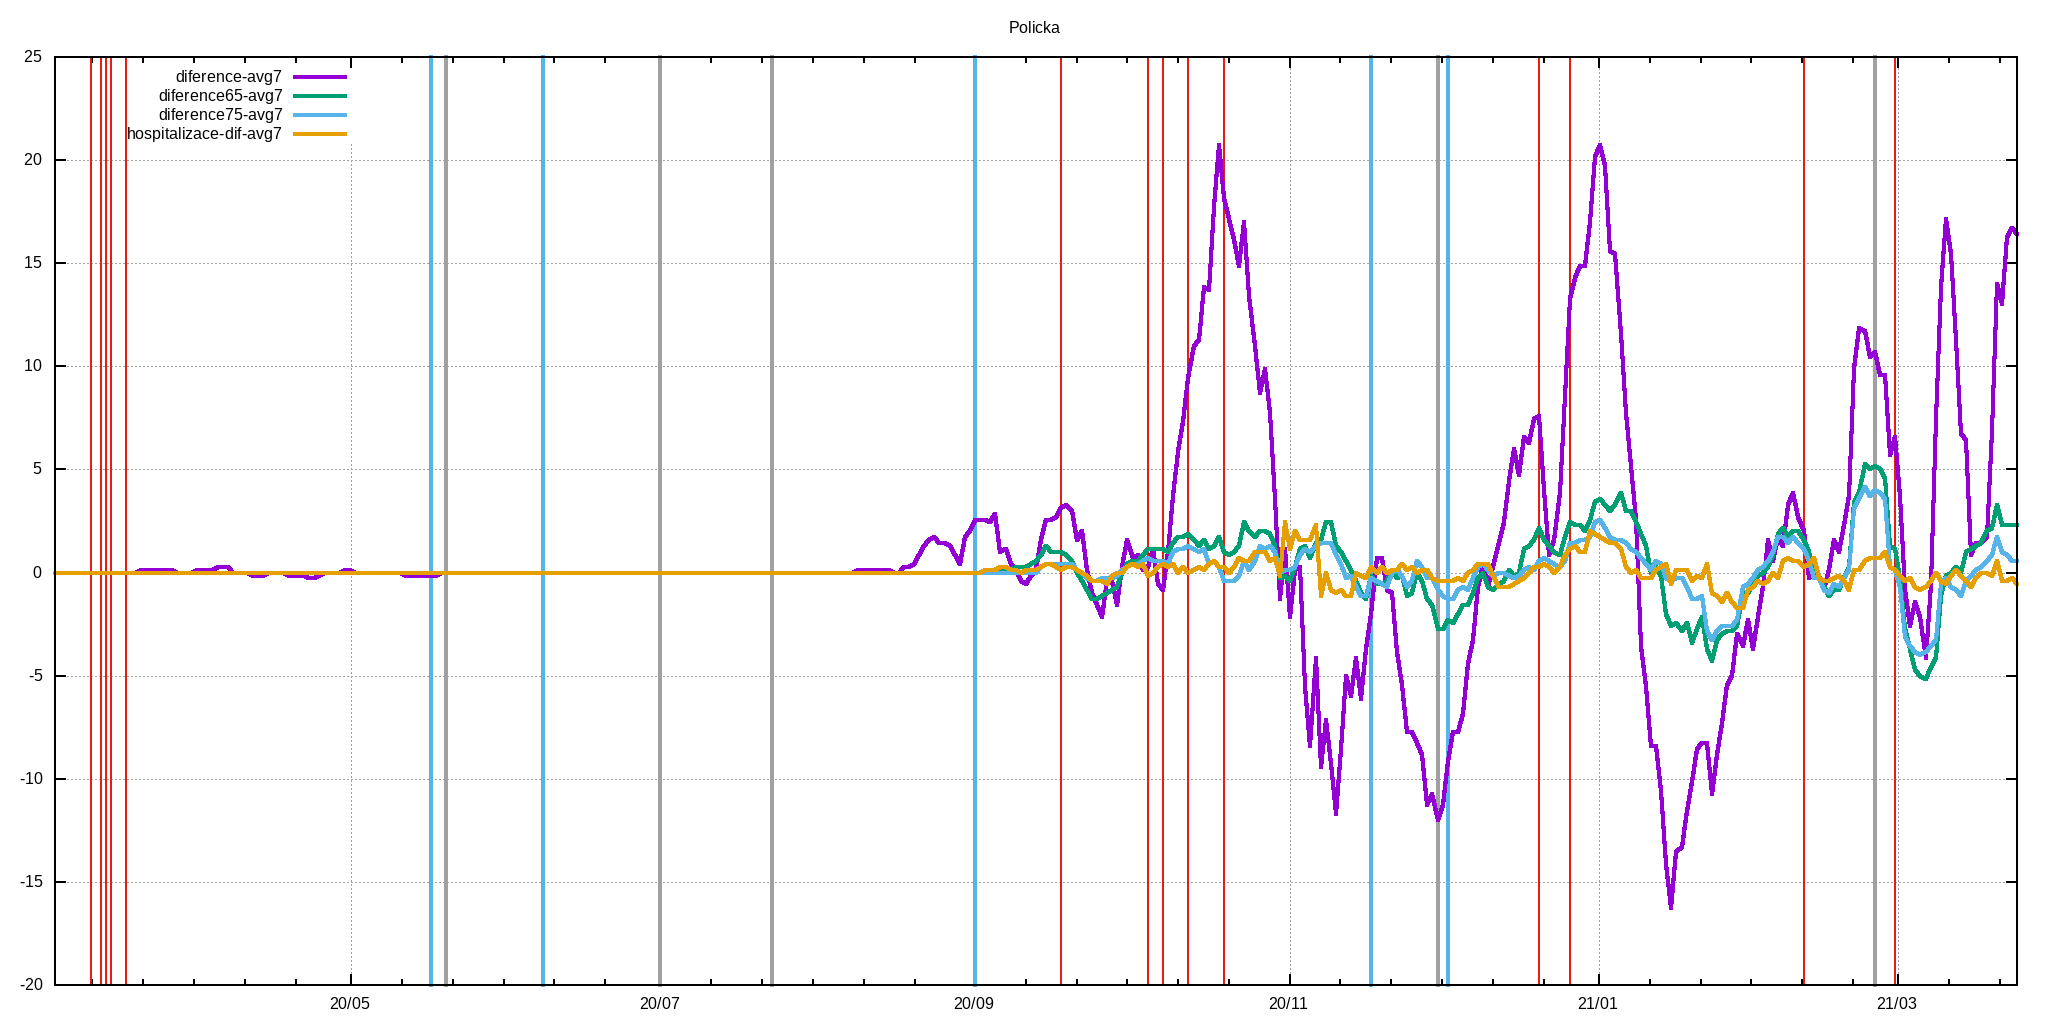 Policka
25
diference-avg7
diference65-avg7
diference75-avg7
hospitalizace-dif-avg7
20
15
10
5
0
-5
-10
-15
-20
20/05 20/07 20/09 20/11 21/01 21/03